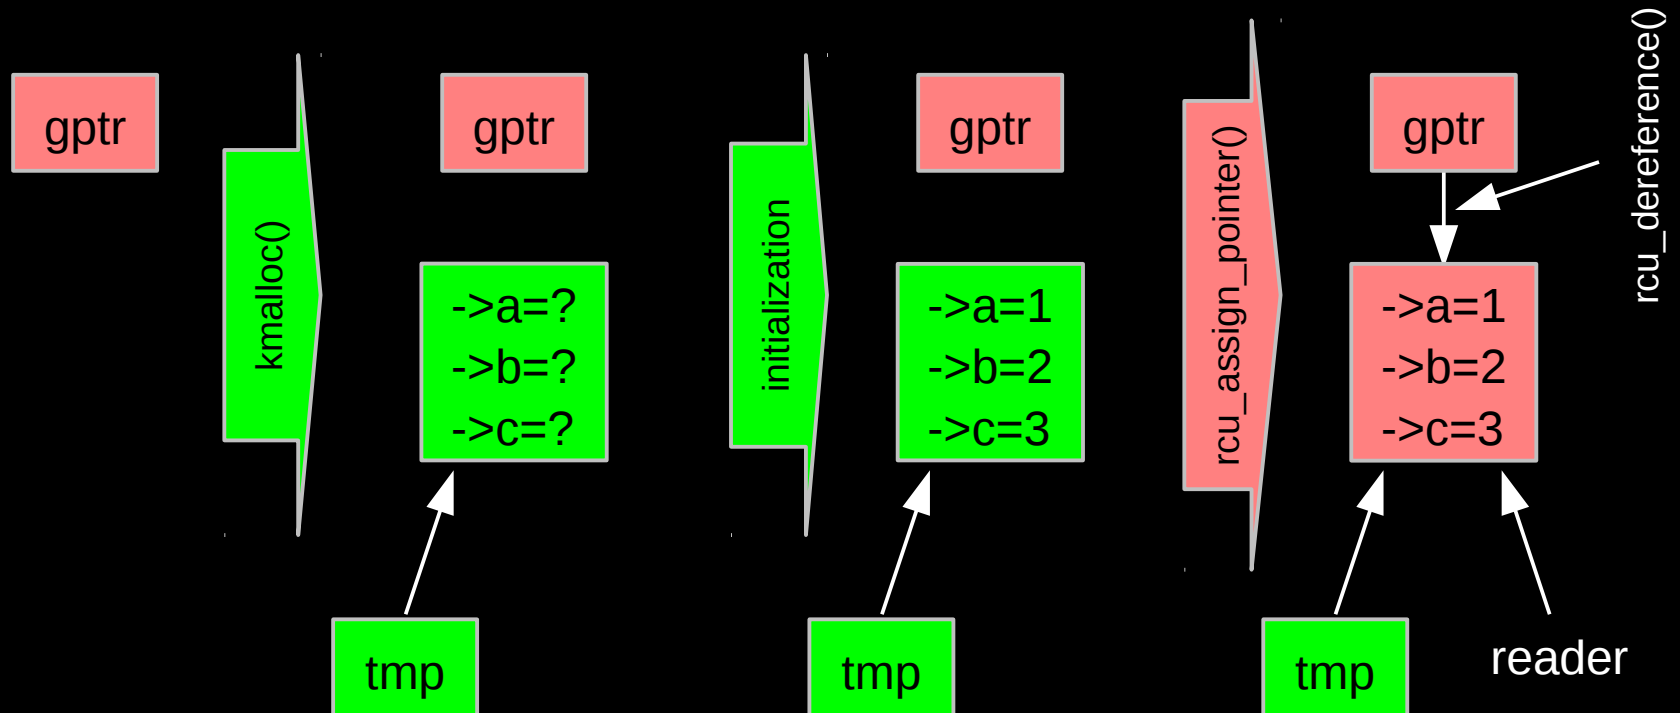 gptr
kmalloc()
gptr
->a=?
->b=?
->c=?
tmp
initialization
gptr
->a=1
->b=2
->c=3
tmp
rcu_assign_pointer()
gptr
->a=1
->b=2
->c=3
tmp
reader
rcu_dereference()